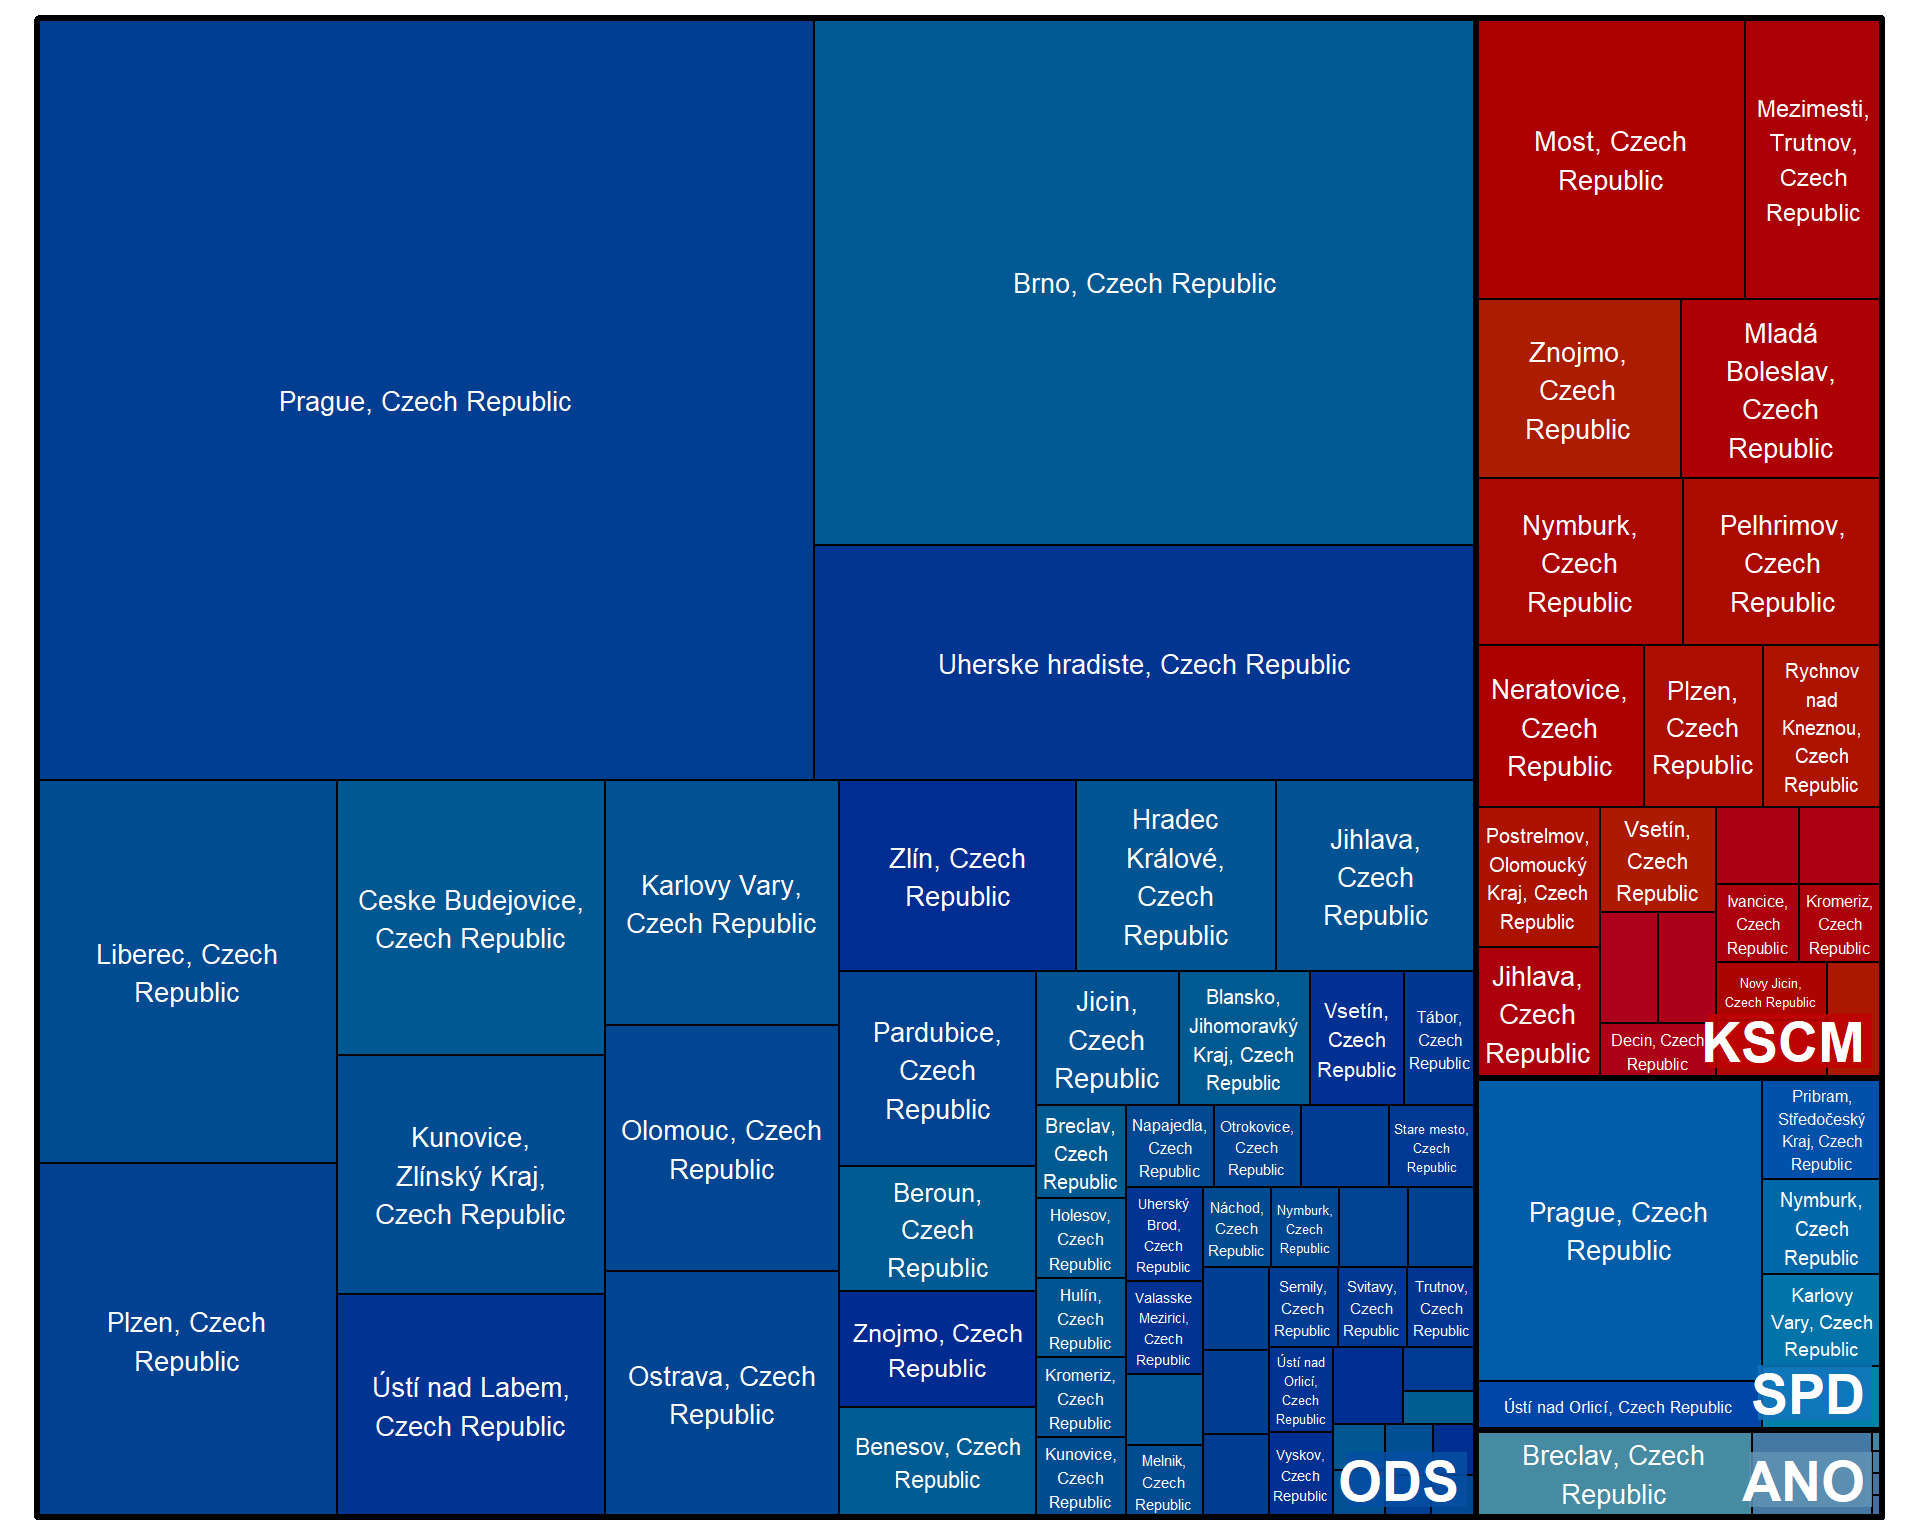 Prague, Czech Republic
Brno, Czech Republic
Uherske hradiste, Czech Republic
Liberec, Czech
Republic
Plzen, Czech
Republic
Ceske Budejovice,
Czech Republic
Kunovice,
Zlínský Kraj,
Czech Republic
Ústí nad Labem,
Czech Republic
Karlovy Vary,
Czech Republic
Olomouc, Czech
Republic
Ostrava, Czech
Republic
Zlín, Czech
Republic
Hradec
Králové,
Czech
Republic
Jihlava,
Czech
Republic
Pardubice,
Czech
Republic
Beroun,
Czech
Republic
Znojmo, Czech
Republic
Benesov, Czech
Republic
Jicin,
Czech
Republic
Blansko,
Jihomoravký
Kraj, Czech
Republic
Vsetín,
Czech
Republic
Tábor,
Czech
Republic
Breclav,
Czech
Republic
Holesov,
Czech
Republic
Hulín,
Czech
Republic
Kromeriz,
Czech
Republic
Kunovice,
Czech
Republic
Napajedla,
Czech
Republic
Otrokovice,
Czech
Republic
Stare mesto,
Czech
Republic
Uherský
Brod,
Czech
Republic
Valasske
Mezirici,
Czech
Republic
Melnik,
Czech
Republic
Náchod,
Czech
Republic
Nymburk,
Czech
Republic
Semily,
Czech
Republic
Svitavy,
Czech
Republic
Trutnov,
Czech
Republic
Ústí nad
Orlicí,
Czech
Republic
Vyskov,
Czech
Republic
ODS
Most, Czech
Republic
Mezimesti,
Trutnov,
Czech
Republic
Znojmo,
Czech
Republic
Mladá
Boleslav,
Czech
Republic
Nymburk,
Czech
Republic
Pelhrimov,
Czech
Republic
Neratovice,
Czech
Republic
Plzen,
Czech
Republic
Rychnov
nad
Kneznou,
Czech
Republic
Postrelmov,
Olomoucký
Kraj, Czech
Republic
Jihlava,
Czech
Republic
Vsetín,
Czech
Republic
Ivancice,
Czech
Republic
Kromeriz,
Czech
Republic
Novy Jicin,
Czech Republic
Decin, Czech
Republic
KSCM
Prague, Czech
Republic
Pribram,
Středočeský
Kraj, Czech
Republic
Nymburk,
Czech
Republic
Karlovy
Vary, Czech
Republic
Ústí nad Orlicí, Czech Republic
SPD
Breclav, Czech
Republic
ANO